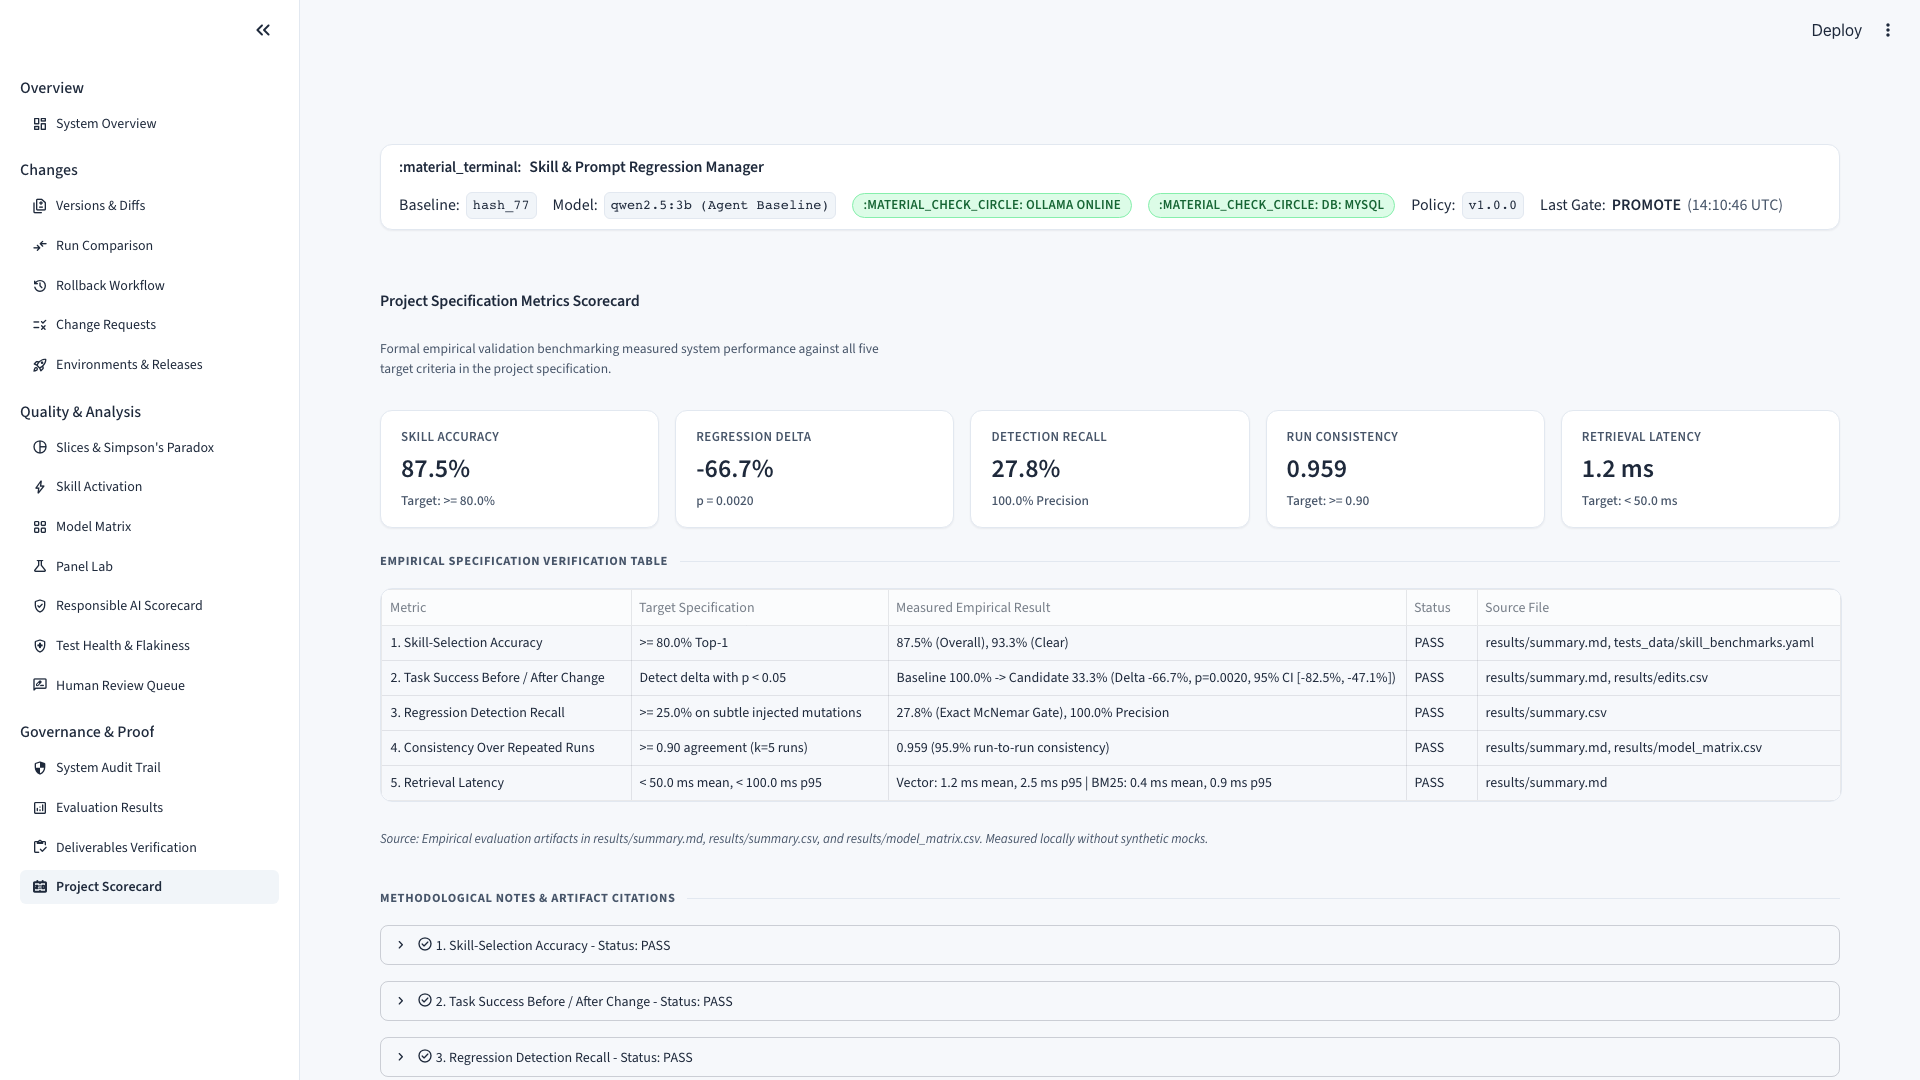 Deploy
Overview
System Overview
Changes
Versions & Diffs
Run Comparison
Rollback Workflow
Change Requests
Environments & Releases
Quality & Analysis
Slices & Simpson's Paradox
Skill Activation
Model Matrix
Panel Lab
Responsible AI Scorecard
Test Health & Flakiness
Human Review Queue
Governance & Proof
System Audit Trail
Evaluation Results
Deliverables Verification
Project Scorecard
:material_terminal: Skill & Prompt Regression Manager
Baseline: hash_77 Model: qwen2.5:3b (Agent Baseline) :MATERIAL_CHECK_CIRCLE: OLLAMA ONLINE :MATERIAL_CHECK_CIRCLE: DB: MYSQL Policy: v1.0.0 Last Gate: PROMOTE (14:10:46 UTC)
Project Specification Metrics Scorecard
Formal empirical validation benchmarking measured system performance against all five
target criteria in the project specification.
SKILL ACCURACY
87.5%
Target: >= 80.0%
REGRESSION DELTA
-66.7%
p = 0.0020
DETECTION RECALL
27.8%
100.0% Precision
RUN CONSISTENCY
0.959
Target: >= 0.90
RETRIEVAL LATENCY
1.2 ms
Target: < 50.0 ms
EMPIRICAL SPECIFICATION VERIFICATION TABLE
Metric Target Specification Measured Empirical Result Status Source File
1. Skill-Selection Accuracy >= 80.0% Top-1 87.5% (Overall), 93.3% (Clear) PASS results/summary.md, tests_data/skill_benchmarks.yaml
2. Task Success Before / After Change Detect delta with p < 0.05 Baseline 100.0% -> Candidate 33.3% (Delta -66.7%, p=0.0020, 95% CI [-82.5%, -47.1%]) PASS results/summary.md, results/edits.csv
3. Regression Detection Recall >= 25.0% on subtle injected mutations 27.8% (Exact McNemar Gate), 100.0% Precision PASS results/summary.csv
4. Consistency Over Repeated Runs >= 0.90 agreement (k=5 runs) 0.959 (95.9% run-to-run consistency) PASS results/summary.md, results/model_matrix.csv
5. Retrieval Latency < 50.0 ms mean, < 100.0 ms p95 Vector: 1.2 ms mean, 2.5 ms p95 | BM25: 0.4 ms mean, 0.9 ms p95 PASS results/summary.md
Source: Empirical evaluation artifacts in results/summary.md, results/summary.csv, and results/model_matrix.csv. Measured locally without synthetic mocks.
METHODOLOGICAL NOTES & ARTIFACT CITATIONS
1. Skill-Selection Accuracy - Status: PASS
2. Task Success Before / After Change - Status: PASS
3. Regression Detection Recall - Status: PASS